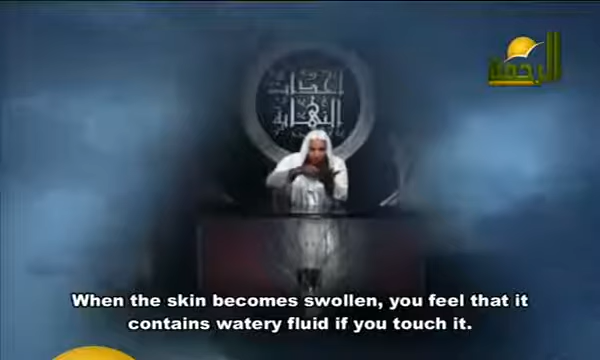 الرحمة
أحداث
النهاية
When the skin becomes swollen, you feel that it
contains watery fluid if you touch it.